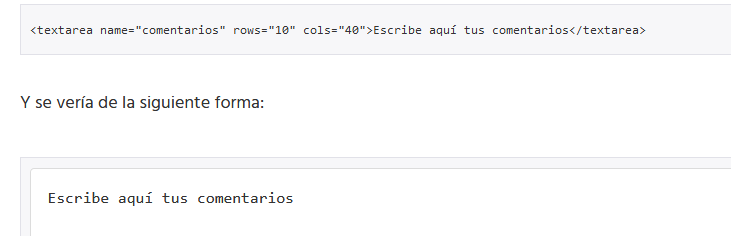 <textarea name="comentarios" rows="10" cols="40">Escribe aquí tus comentarios</textarea>
Y se vería de la siguiente forma:
Escribe aquí tus comentarios